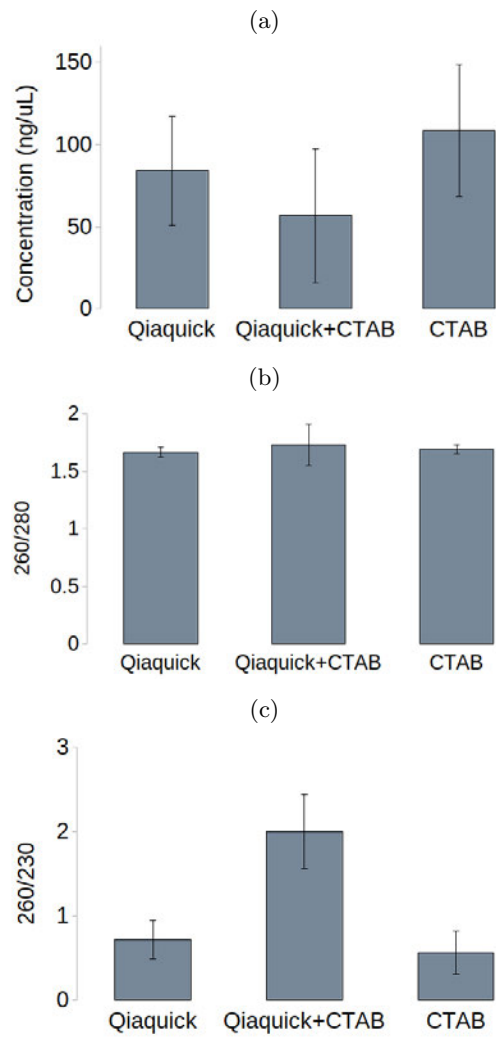 (a)
Concentration (ng/uL)
150
100
50
0
Qiaquick Qiaquick+CTAB CTAB
(b)
260/280
2
1.5
1
0.5
0
Qiaquick Qiaquick+CTAB CTAB
(c)
260/230
3
2
1
0
Qiaquick Qiaquick+CTAB CTAB